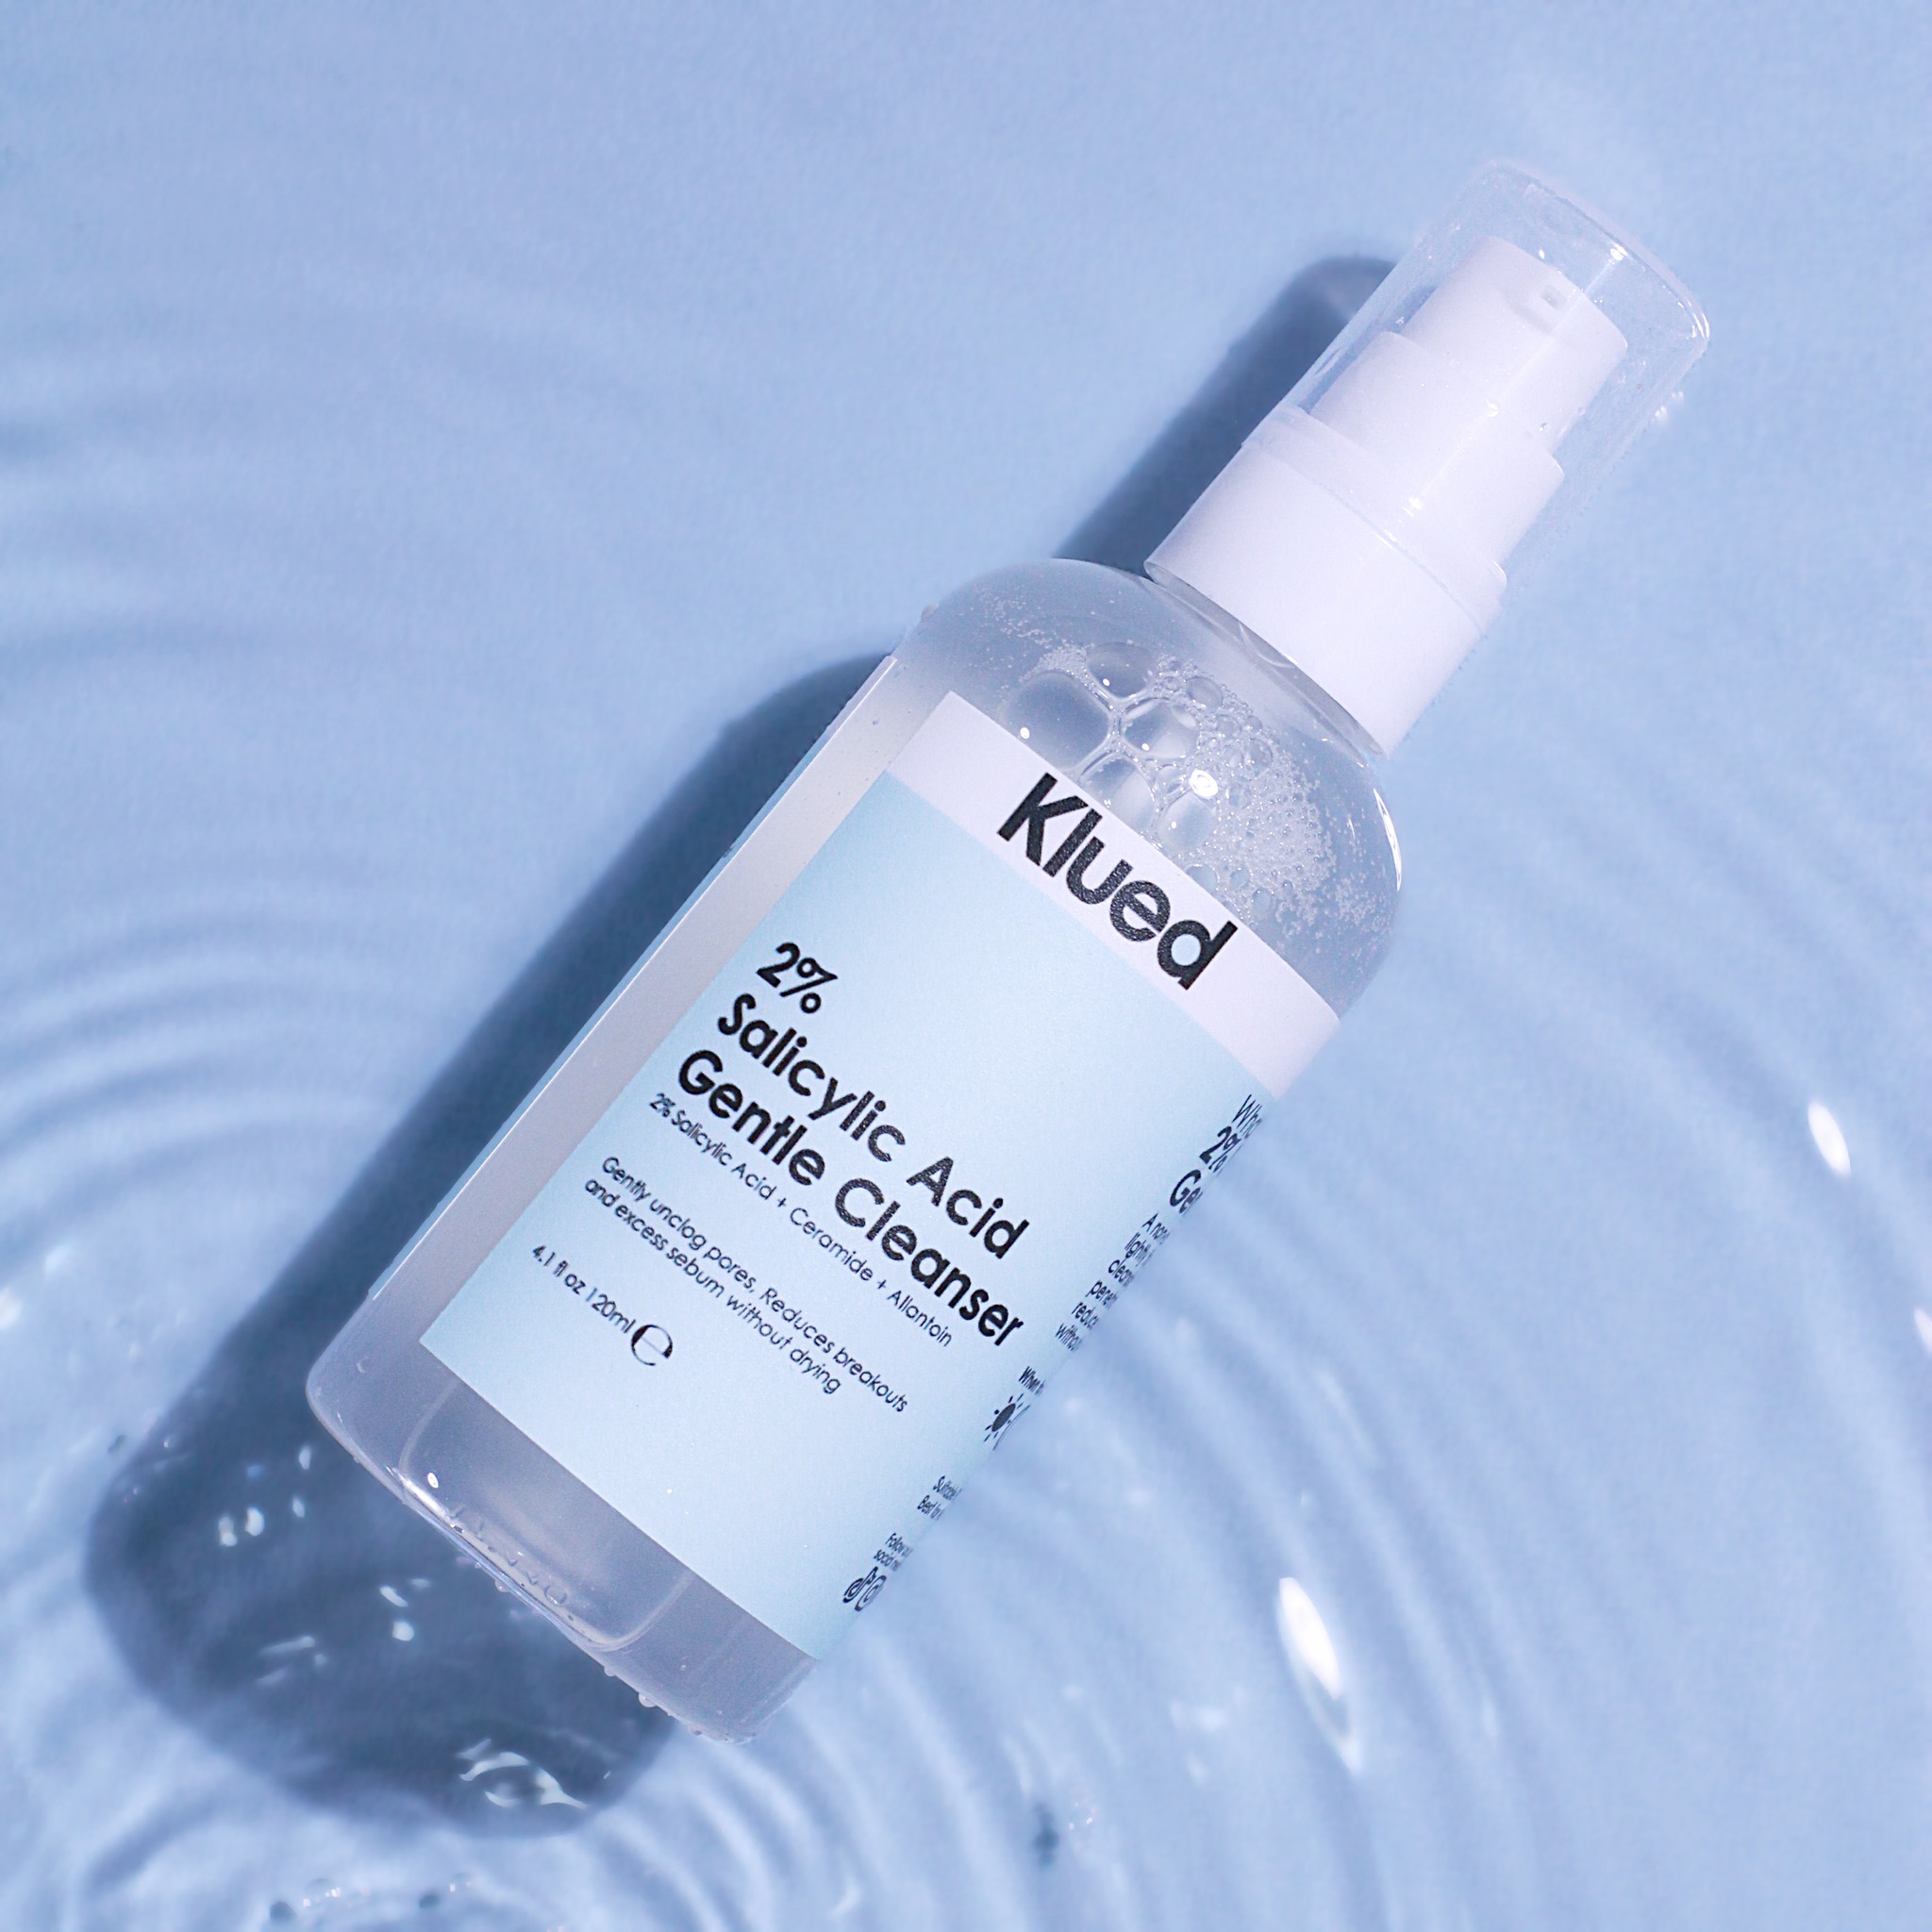 Klued
2%
Salicylic Acid
Gentle Cleanser
2% Salicylic Acid + Ceramide + Allantoin
Gently unclog pores, Reduces breakouts
and excess sebum without drying
4.1 fl oz 120ml ℮
2%